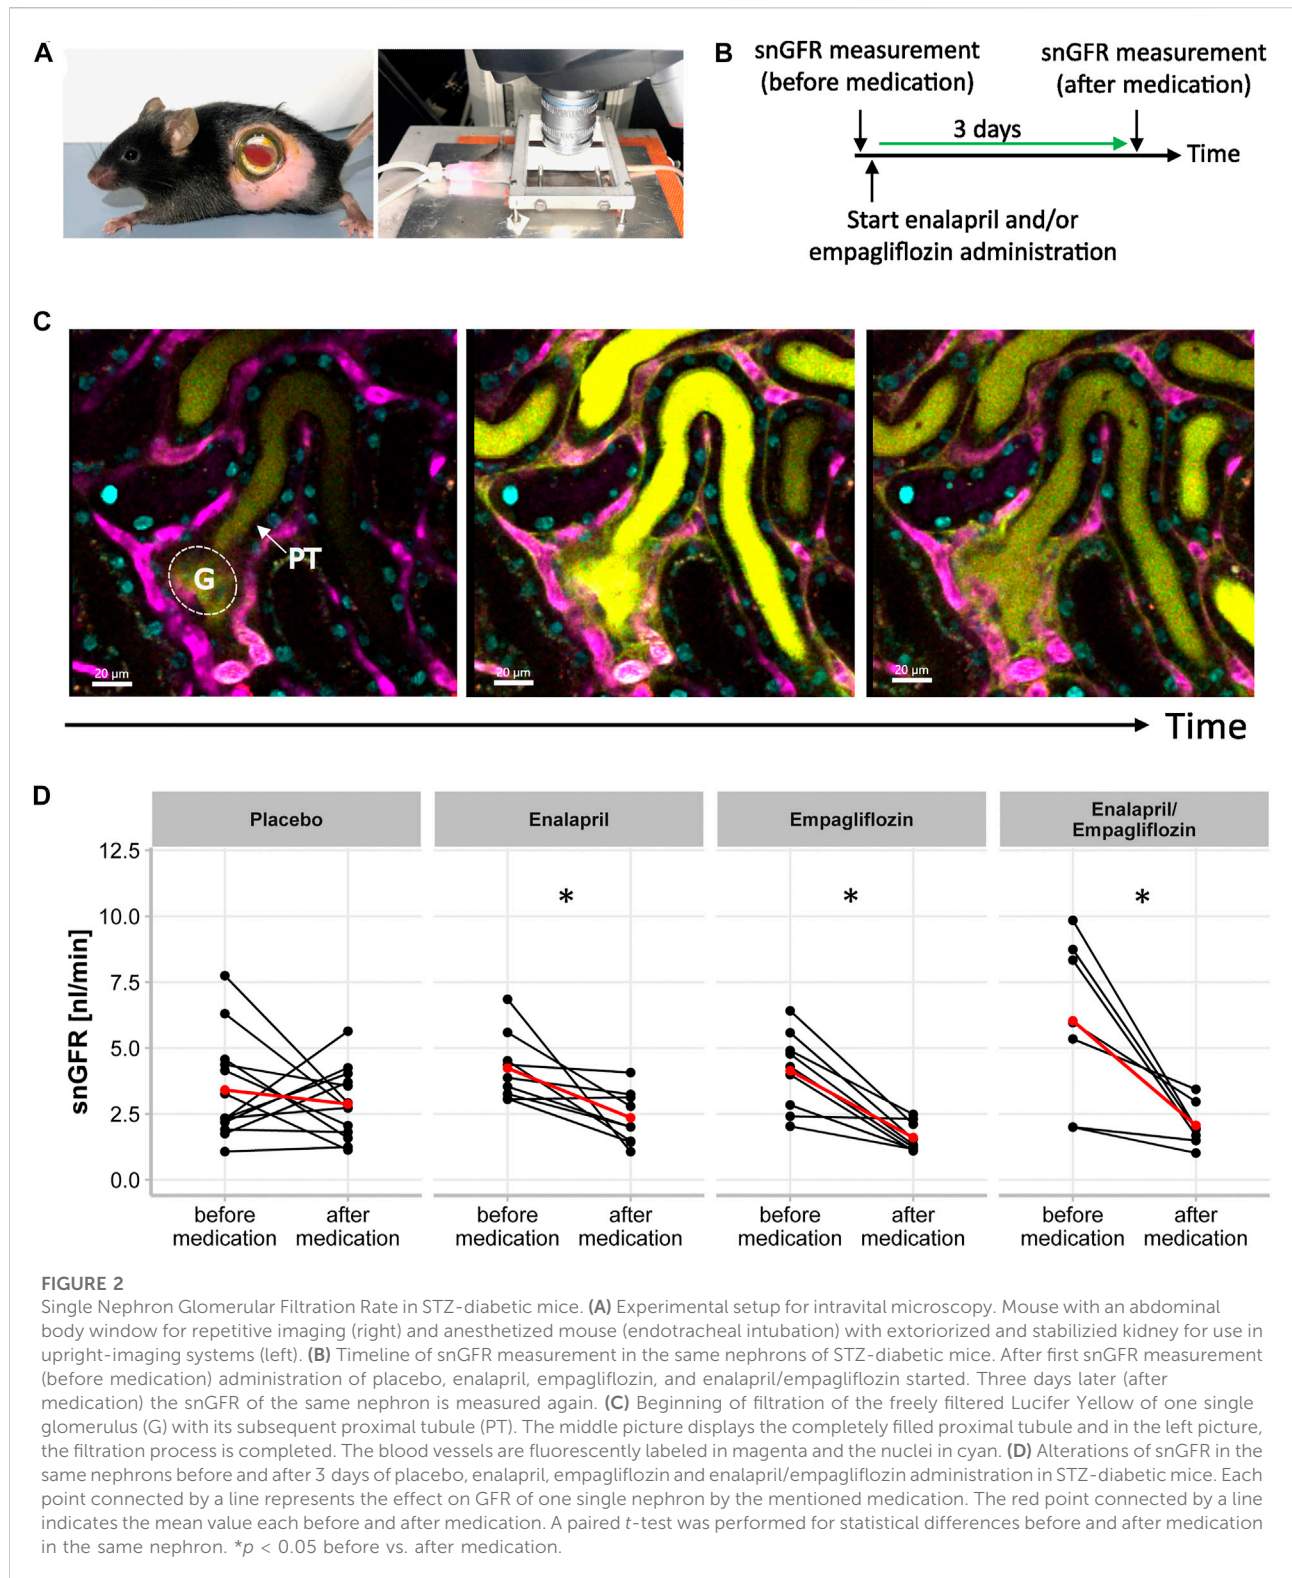 A
B
snGFR measurement
(before medication)
snGFR measurement
(after medication)
3 days
Time
Start enalapril and/or
empagliflozin administration
C
G
PT
20 µm
20 µm
20 µm
Time
D
Placebo
Enalapril
Empagliflozin
Enalapril/
Empagliflozin
snGFR [nl/min]
12.5
10.0
7.5
5.0
2.5
0.0
*
*
*
before
medication
after
medication
before
medication
after
medication
before
medication
after
medication
before
medication
after
medication
FIGURE 2
Single Nephron Glomerular Filtration Rate in STZ-diabetic mice. (A) Experimental setup for intravital microscopy. Mouse with an abdominal
body window for repetitive imaging (right) and anesthetized mouse (endotracheal intubation) with extoriorized and stabilizied kidney for use in
upright-imaging systems (left). (B) Timeline of snGFR measurement in the same nephrons of STZ-diabetic mice. After first snGFR measurement
(before medication) administration of placebo, enalapril, empagliflozin, and enalapril/empagliflozin started. Three days later (after
medication) the snGFR of the same nephron is measured again. (C) Beginning of filtration of the freely filtered Lucifer Yellow of one single
glomerulus (G) with its subsequent proximal tubule (PT). The middle picture displays the completely filled proximal tubule and in the left picture,
the filtration process is completed. The blood vessels are fluorescently labeled in magenta and the nuclei in cyan. (D) Alterations of snGFR in the
same nephrons before and after 3 days of placebo, enalapril, empagliflozin and enalapril/empagliflozin administration in STZ-diabetic mice. Each
point connected by a line represents the effect on GFR of one single nephron by the mentioned medication. The red point connected by a line
indicates the mean value each before and after medication. A paired t-test was performed for statistical differences before and after medication
in the same nephron. *p < 0.05 before vs. after medication.